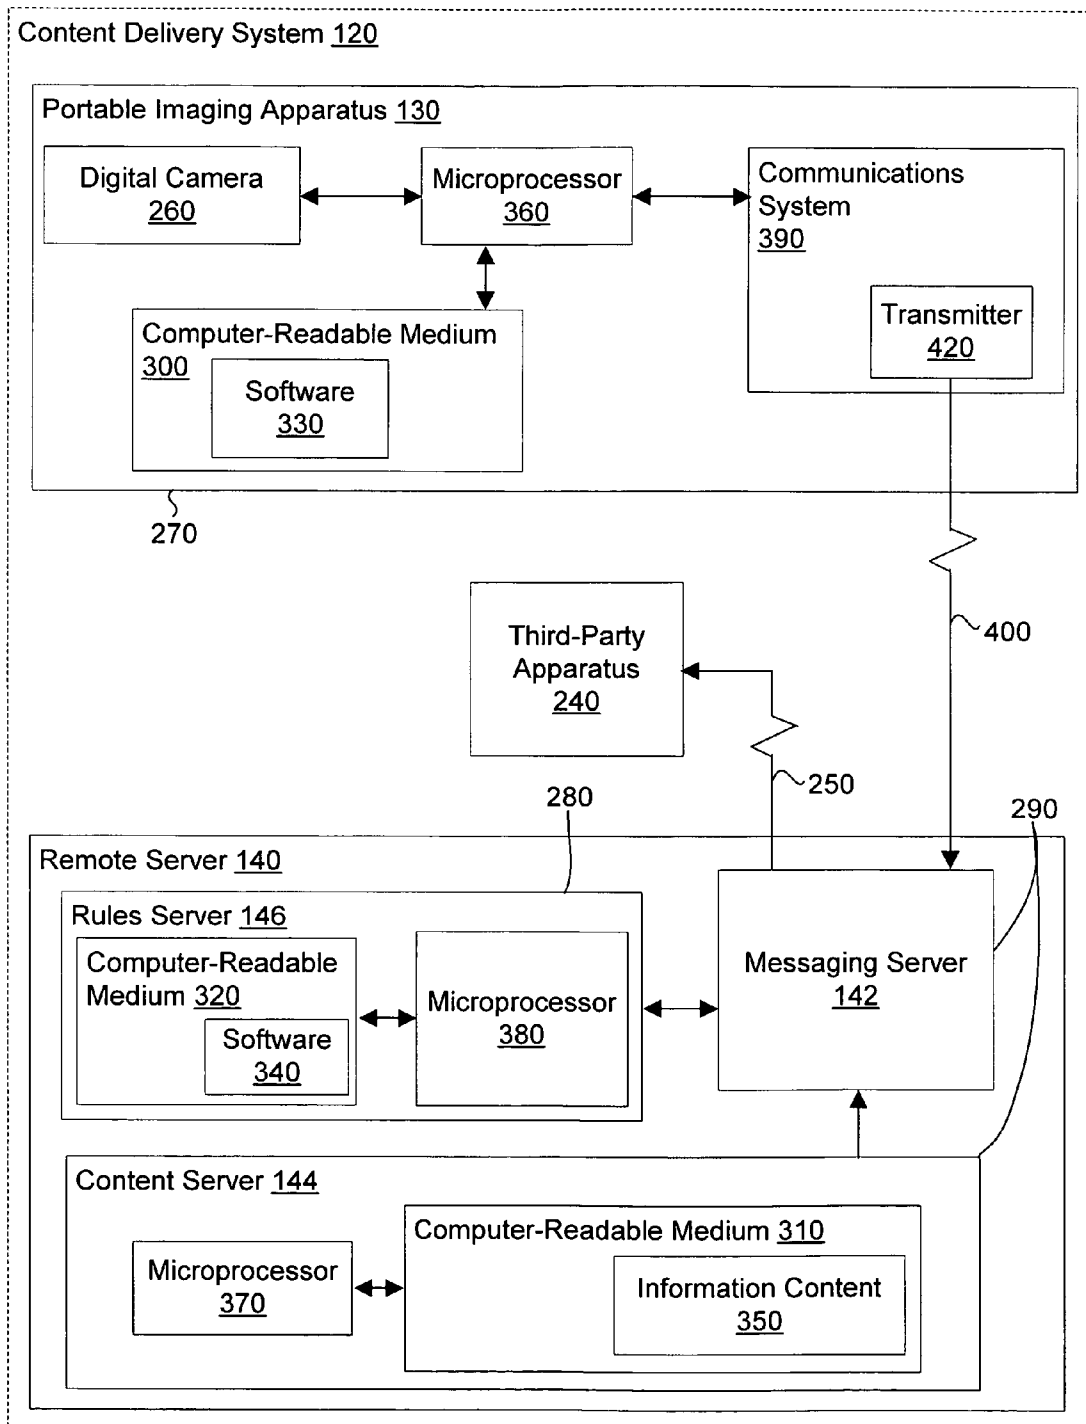 Content Delivery System 120
Portable Imaging Apparatus 130
Digital Camera
260
Microprocessor
360
Communications
System
390
Transmitter
420
Computer-Readable Medium
300
Software
330
270
Third-Party
Apparatus
240
400
250
280
290
Remote Server 140
Rules Server 146
Computer-Readable
Medium 320
Software
340
Microprocessor
380
Messaging Server
142
Content Server 144
Microprocessor
370
Computer-Readable Medium 310
Information Content
350